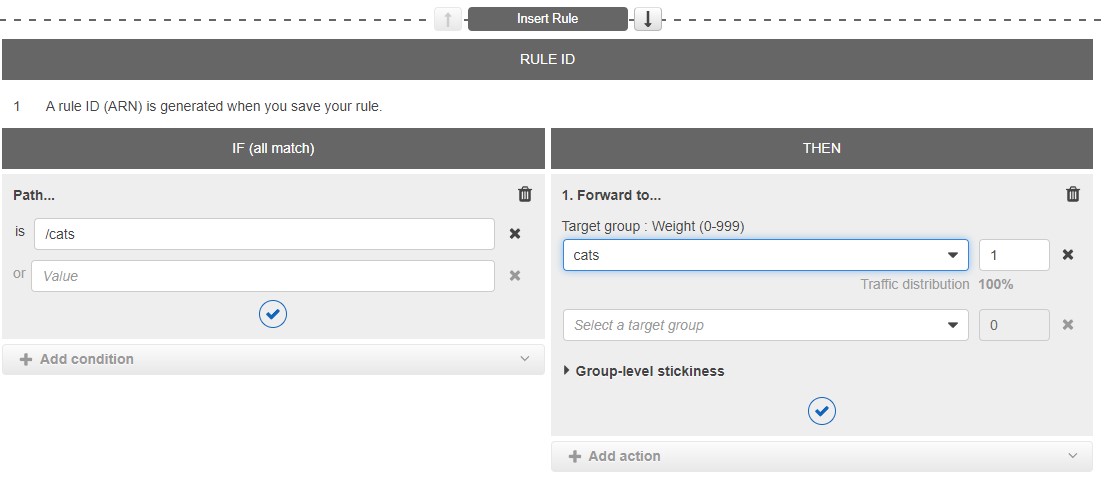 Insert Rule
RULE ID
1 A rule ID (ARN) is generated when you save your rule.
IF (all match)
THEN
Path...
is /cats
or Value
Add condition
1. Forward to...
Target group : Weight (0-999)
cats 1
Traffic distribution 100%
Select a target group 0
Group-level stickiness
Add action